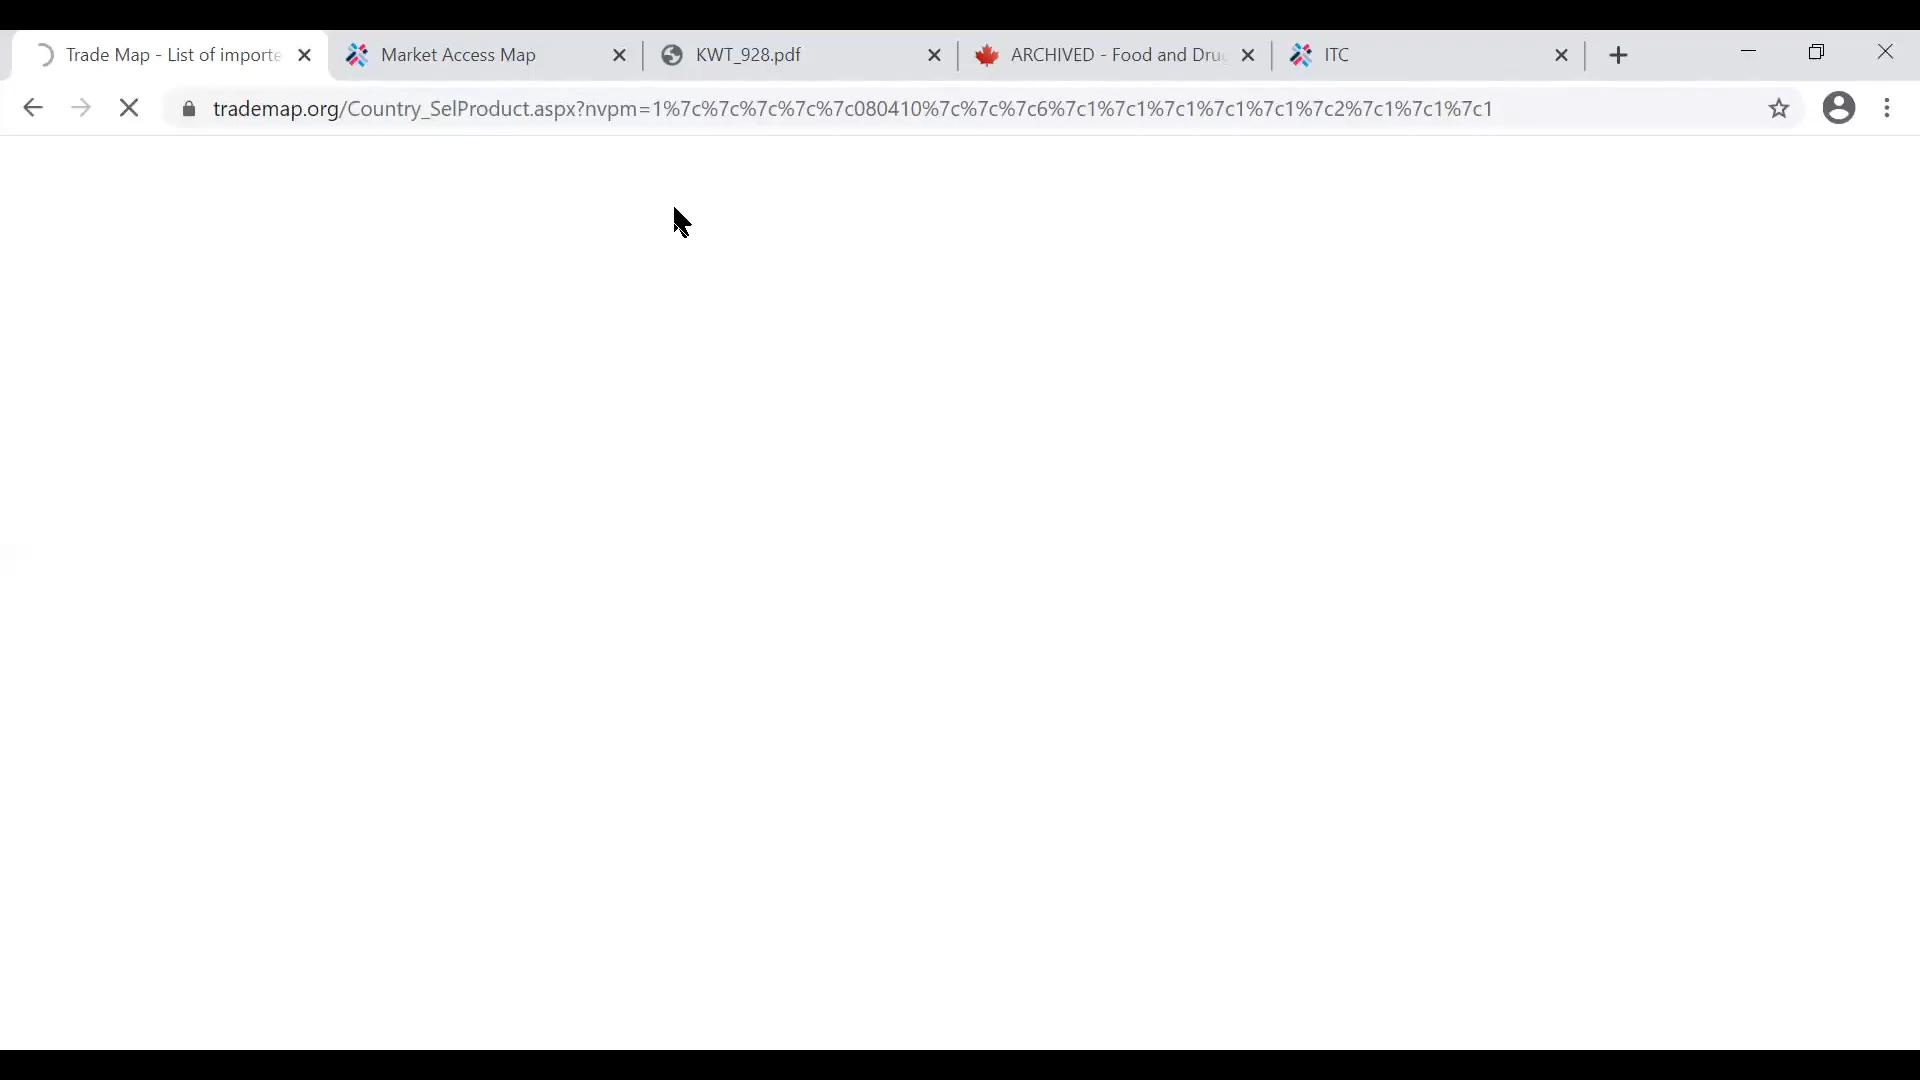 Trade Map - List of importe
Market Access Map
KWT_928.pdf
ARCHIVED - Food and Dru
ITC
trademap.org/Country_SelProduct.aspx?nvpm=1%7c%7c%7c%7c%7c080410%7c%7c%7c6%7c1%7c1%7c1%7c1%7c1%7c2%7c1%7c1%7c1